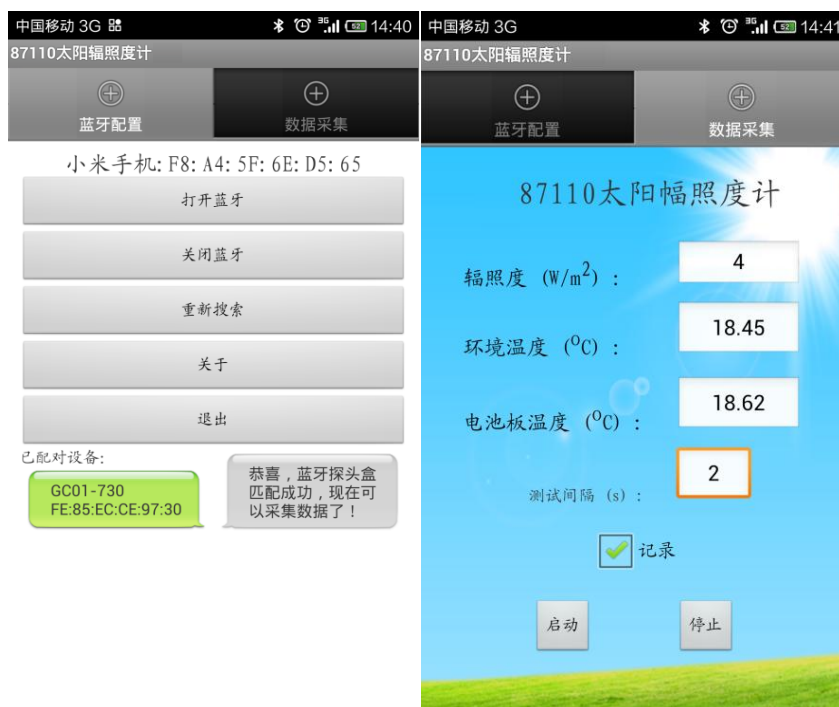 中国移动 3G
14:40
87110太阳辐照度计
蓝牙配置
数据采集
小米手机: F8: A4: 5F: 6E: D5: 65
打开蓝牙
关闭蓝牙
重新搜索
关于
退出
已配对设备:
GC01-730
FE:85:EC:CE:97:30
恭喜，蓝牙探头盒
匹配成功，现在可
以采集数据了！
中国移动 3G
14:41
87110太阳辐照度计
蓝牙配置
数据采集
87110太阳幅照度计
辐照度 (W/m²) : 4
环境温度 (⁰C) : 18.45
电池板温度 (⁰C) : 18.62
测试间隔 (s) : 2
记录
启动
停止